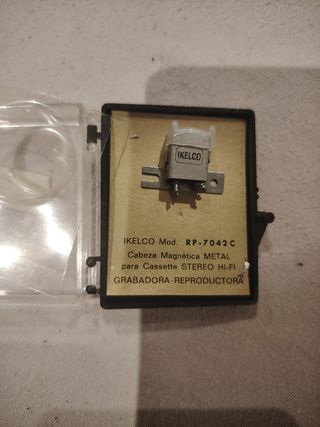 IKELCO
IKELCO Mod. RP-7042C
Cabeza Magnética METAL
para Cassette STEREO HI-FI
GRABADORA-REPRODUCTORA